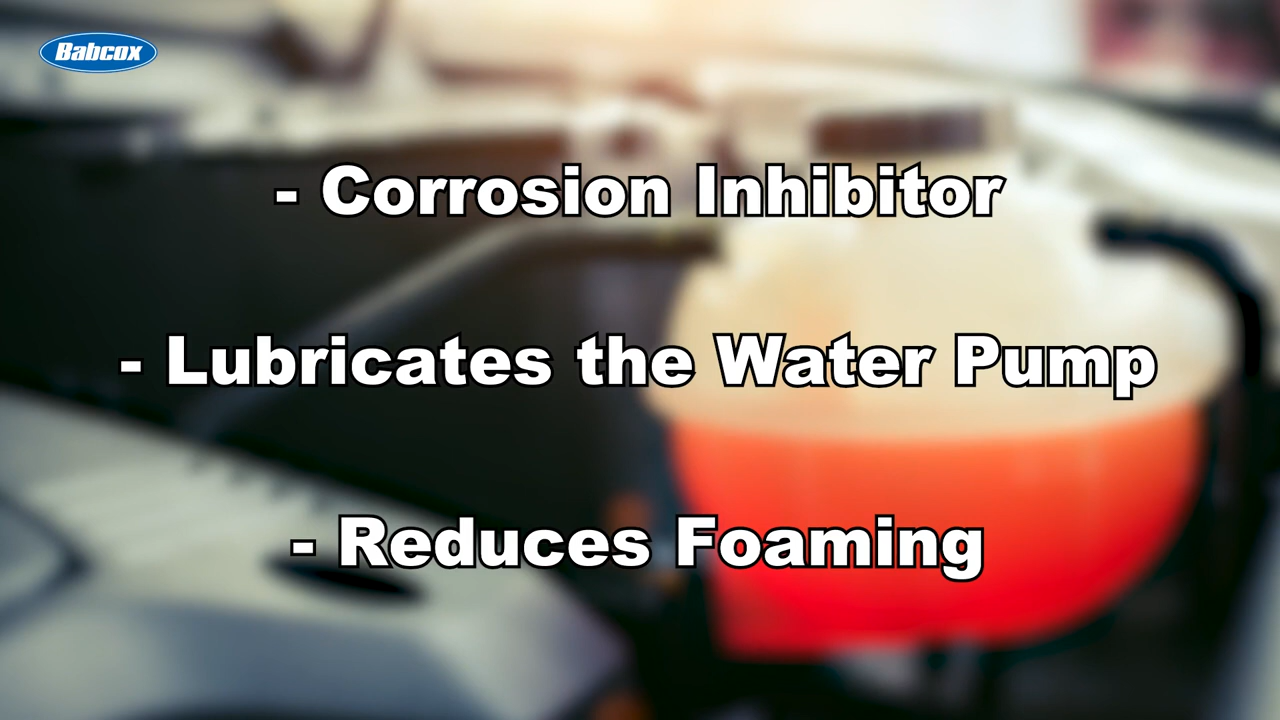 Babcox
- Corrosion Inhibitor
- Lubricates the Water Pump
- Reduces Foaming